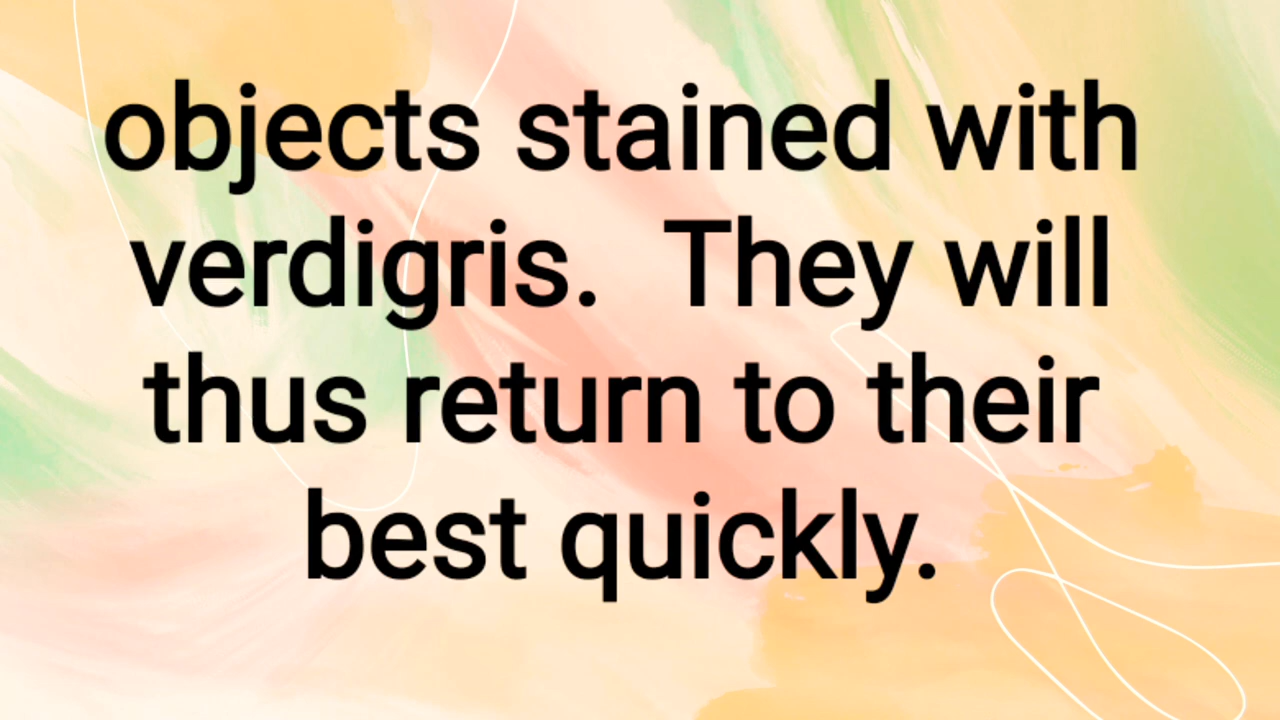 objects stained with
verdigris.  They will
thus return to their
best quickly.